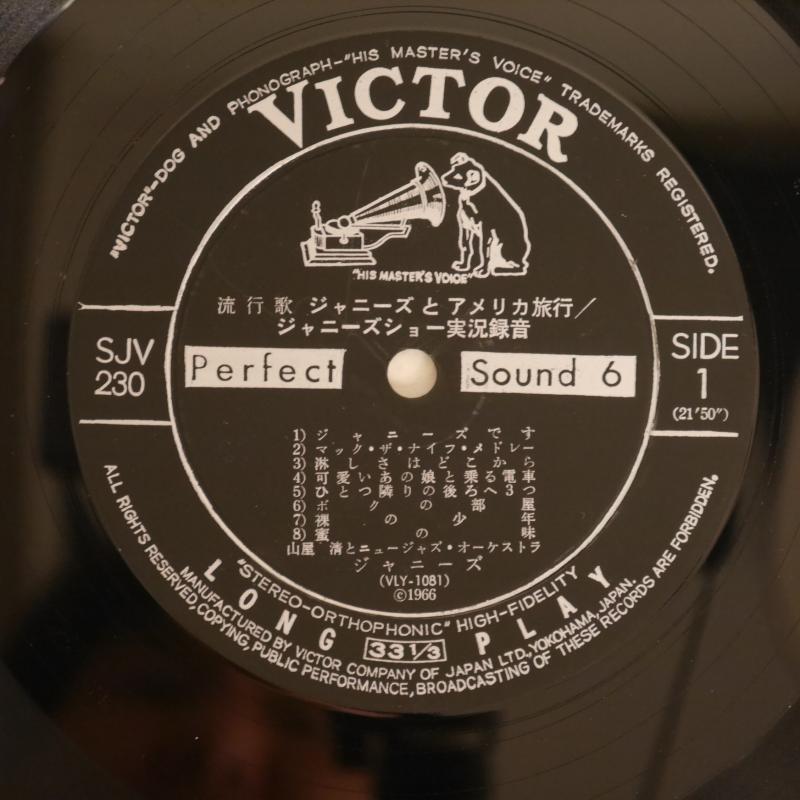 "VICTOR"-DOG AND PHONOGRAPH-"HIS MASTER'S VOICE" TRADEMARKS REGISTERED.
VICTOR
"HIS MASTER'S VOICE"
流行歌 ジャニーズとアメリカ旅行/
ジャニーズショー実況録音
SJV
230
Perfect Sound 6
SIDE
1
(21'50")
1) ジャニーズです
2) マック・ザ・ナイフ・メドレー
3) 淋しさはどこから
4) 可愛いあの娘と乗る電車
5) ひとつ隣りの後ろへ3つ
6) ボクの部屋
7) 裸の少年
8) 蜜の味
山屋 清とニュージャズ・オーケストラ
ジャニーズ
(VLY-1081)
©1966
"STEREO-ORTHOPHONIC" HIGH-FIDELITY
LONG 33 1/3 PLAY
MANUFACTURED BY VICTOR COMPANY OF JAPAN LTD., YOKOHAMA, JAPAN.
ALL RIGHTS RESERVED, COPYING, PUBLIC PERFORMANCE, BROADCASTING OF THESE RECORDS ARE FORBIDDEN.